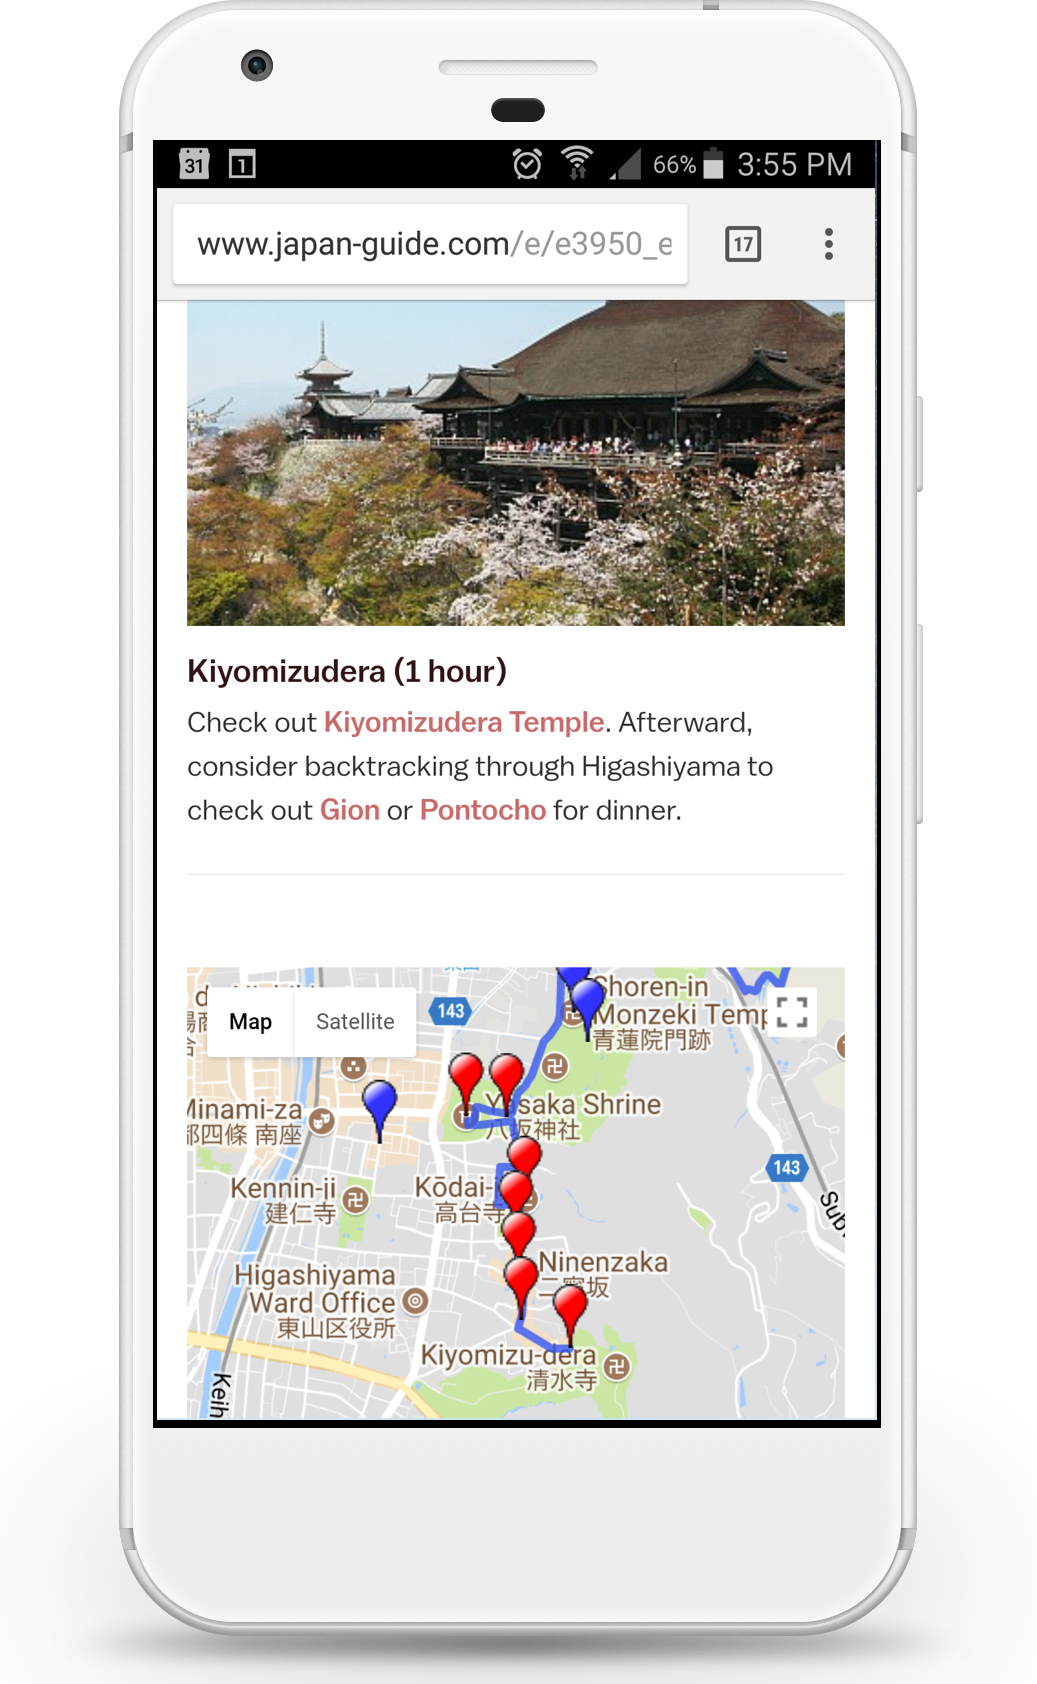 31
1
66%
3:55 PM
www.japan-guide.com/e/e3950_e
17
Kiyomizudera (1 hour)
Check out Kiyomizudera Temple. Afterward,
consider backtracking through Higashiyama to
check out Gion or Pontocho for dinner.
Map
Satellite
143
Shoren-in
Monzeki Temp
青蓮院門跡
Minami-za
都四條 南座
Yasaka Shrine
八坂神社
143
Kennin-ji
建仁寺
Kōdai-
高台寺
Sub
Ninenzaka
二寧坂
Higashiyama
Ward Office
東山区役所
Kiyomizu-dera
清水寺
Keih